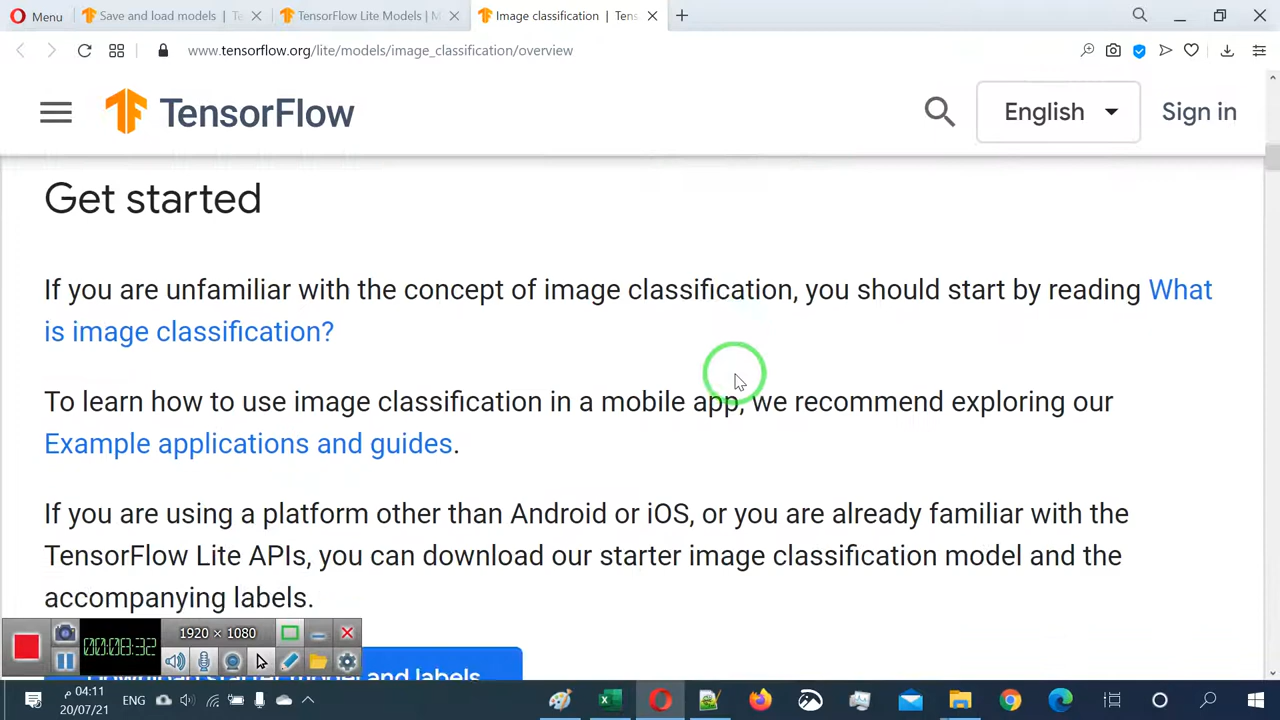 Menu
Save and load models | Te
TensorFlow Lite Models | M
Image classification | Tens
www.tensorflow.org/lite/models/image_classification/overview
TensorFlow
English
Sign in
Get started
If you are unfamiliar with the concept of image classification, you should start by reading What
is image classification?
To learn how to use image classification in a mobile app, we recommend exploring our
Example applications and guides.
If you are using a platform other than Android or iOS, or you are already familiar with the
TensorFlow Lite APIs, you can download our starter image classification model and the
accompanying labels.
00:08:32
1920 × 1080
and labels
ENG
04:11 م
20/07/21